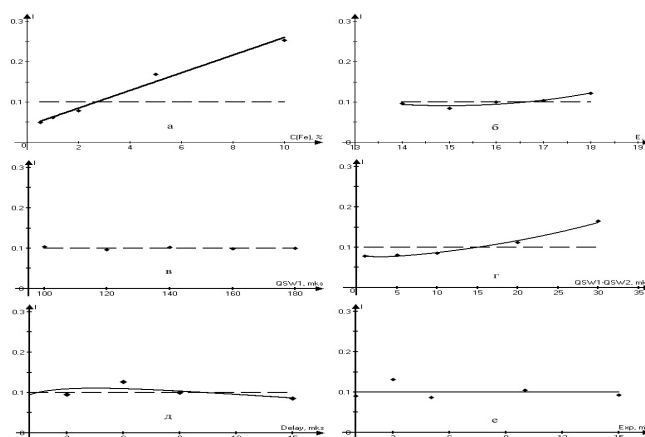 0.3 I
0.2
0.1
а
0 2 4 6 8 10
C[Fe], %
0.3 I
0.2
0.1
б
0
13 14 15 16 17 18 19
E,
0.3 I
0.2
0.1
в
0
100 120 140 160 180
QSW1, mks
0.3 I
0.2
0.1
г
0
5 10 15 20 25 30 35
QSW1-QSW2, m
0.3 I
0.2
0.1
д
0
Delay, mks
0.3 I
0.2
0.1
е
0
Exp, m